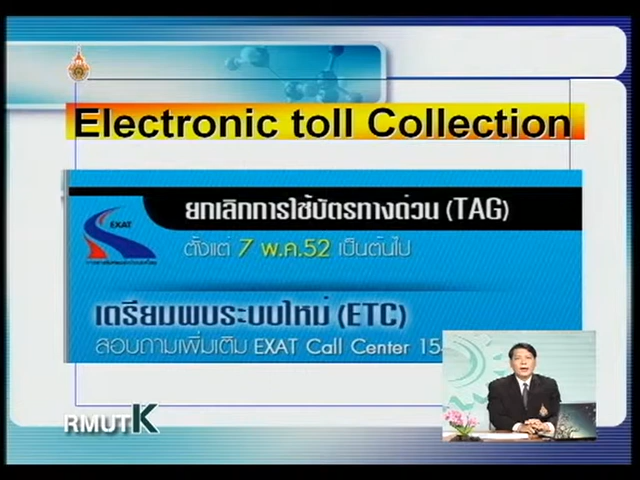 Electronic toll Collection
EXAT
ยกเลิกการใช้บัตรทางด่วน (TAG)
ตั้งแต่ 7 พ.ค.52 เป็นต้นไป
เตรียมพบระบบใหม่ (ETC)
สอบถามเพิ่มเติม EXAT Call Center 15
RMUTK